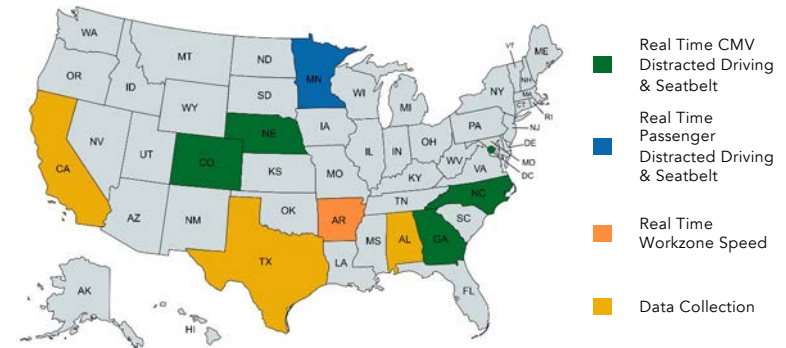 WA
OR
CA
NV
ID
MT
WY
UT
AZ
CO
NM
ND
SD
NE
KS
OK
TX
MN
IA
MO
AR
LA
WI
IL
MI
IN
OH
KY
TN
MS
AL
GA
FL
SC
NC
VA
WV
PA
NY
VT
NH
ME
MA
CT
RI
NJ
DE
MD
DC
AK
HI
Real Time CMV
Distracted Driving
& Seatbelt
Real Time
Passenger
Distracted Driving
& Seatbelt
Real Time
Workzone Speed
Data Collection